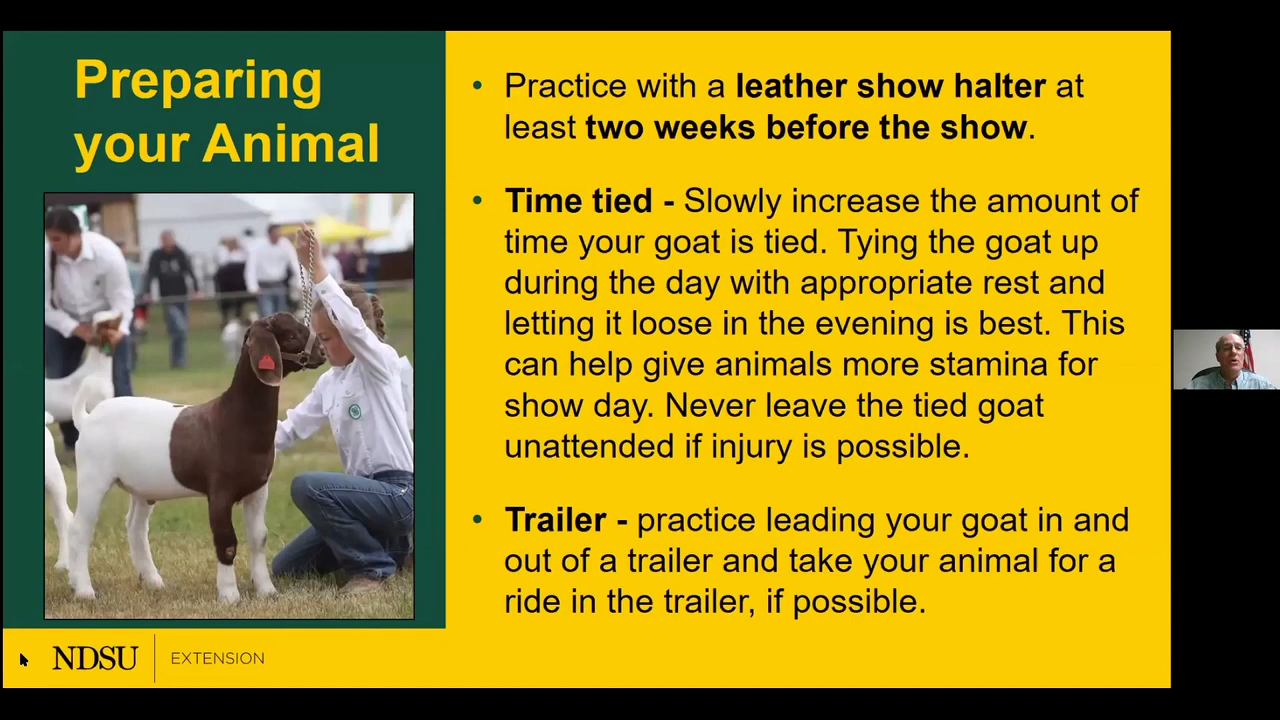 Preparing
your Animal
• Practice with a leather show halter at
least two weeks before the show.
• Time tied - Slowly increase the amount of
time your goat is tied. Tying the goat up
during the day with appropriate rest and
letting it loose in the evening is best. This
can help give animals more stamina for
show day. Never leave the tied goat
unattended if injury is possible.
• Trailer - practice leading your goat in and
out of a trailer and take your animal for a
ride in the trailer, if possible.
NDSU EXTENSION